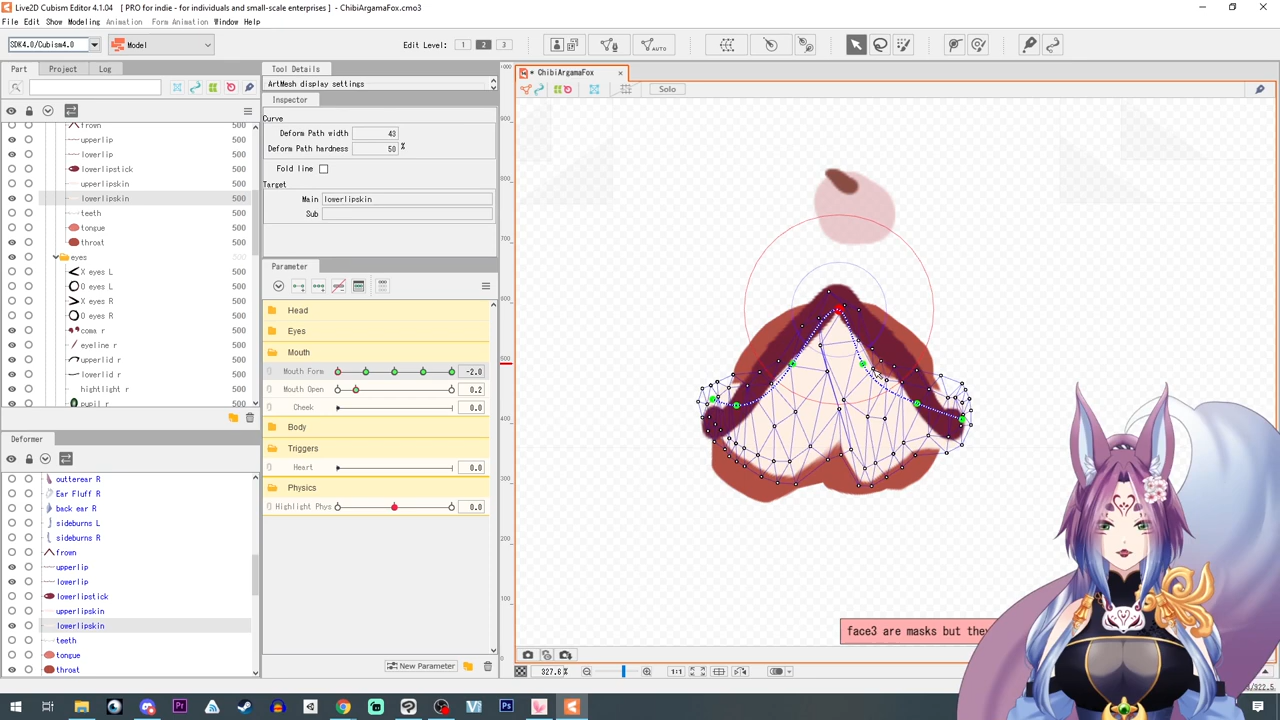 Live2D Cubism Editor 4.1.04 [ PRO for indie - for individuals and small-scale enterprises ] - ChibiArgamaFox.cmo3
File Edit Show Modeling Animation Form Animation Window Help
SDK4.0/Cubism4.0 Model Edit Level: 1 2 3 AUTO
Part Project Log
frown 500
upperlip 500
lowerlip 500
lowerlipstick 500
upperlipskin 500
lowerlipskin 500
teeth 500
tongue 500
throat 500
eyes
X eyes L 500
O eyes L 500
X eyes R 500
O eyes R 500
coma r 500
eyeline r 500
upperlid r 500
lowerlid r 500
hightlight r 500
pupil r 500
Deformer
outterear R
Ear Fluff R
back ear R
sideburns L
sideburns R
frown
upperlip
lowerlip
lowerlipstick
upperlipskin
lowerlipskin
teeth
tongue
throat
Tool Details
ArtMesh display settings
Inspector
Curve
Deform Path width 43
Deform Path hardness 50 %
Fold line
Target
Main lowerlipskin
Sub
Parameter
Head
Eyes
Mouth
Mouth Form -2.0
Mouth Open 0.2
Cheek 0.0
Body
Triggers
Heart 0.0
Physics
Highlight Phys 0.0
New Parameter
* ChibiArgamaFox
Solo
face3 are masks but they
327.6% 1:1